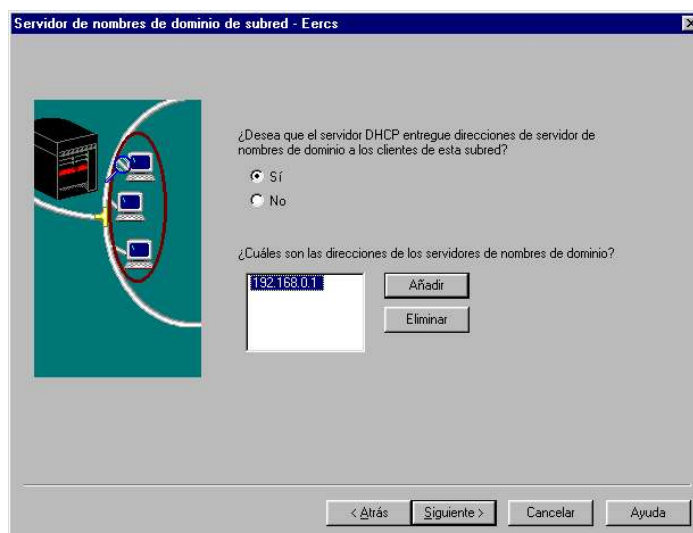 Servidor de nombres de dominio de subred - Eercs
¿Desea que el servidor DHCP entregue direcciones de servidor de
nombres de dominio a los clientes de esta subred?
Sí
No
¿Cuáles son las direcciones de los servidores de nombres de dominio?
192.168.0.1
Añadir
Eliminar
< Atrás
Siguiente >
Cancelar
Ayuda